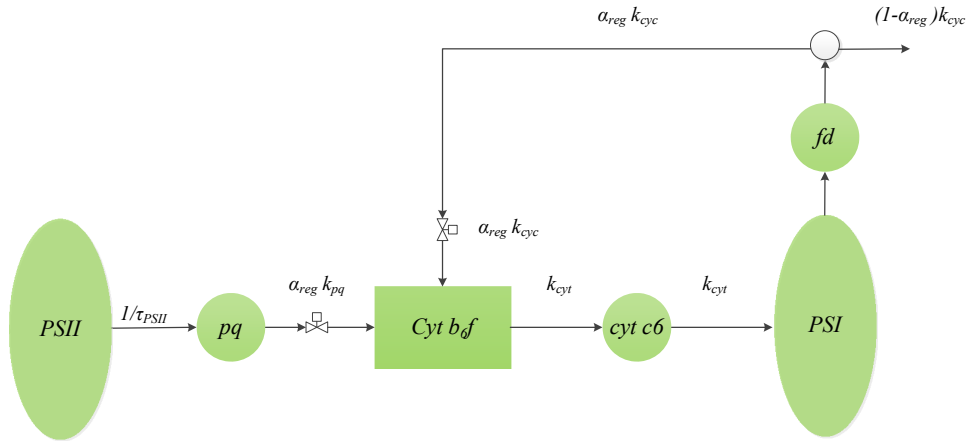 α_reg k_cyc
(1-α_reg)k_cyc
fd
α_reg k_cyc
α_reg k_pq
k_cyt
k_cyt
1/τ_PSII
PSII
pq
Cyt b₆f
cyt c6
PSI